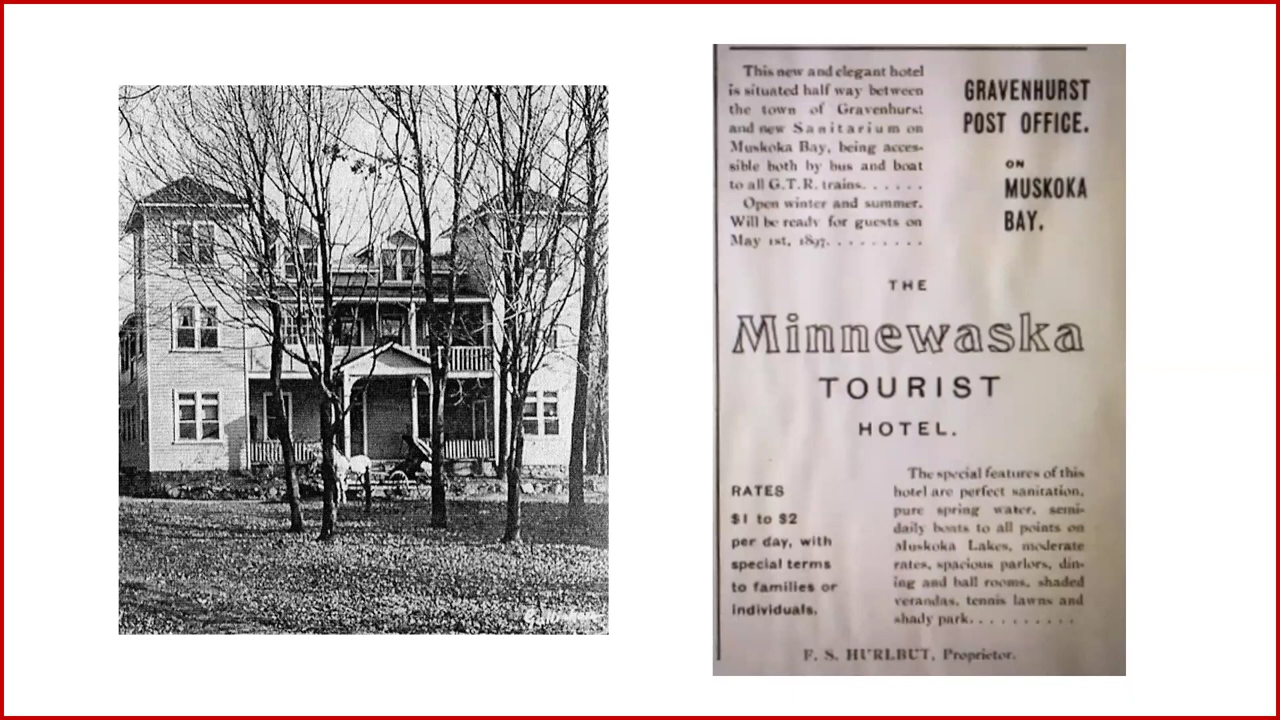 This new and elegant hotel
is situated half way between
the town of Gravenhurst
and new Sanitarium on
Muskoka Bay, being acces-
sible both by bus and boat
to all G.T.R. trains. . . . . .
Open winter and summer.
Will be ready for guests on
May 1st, 1897. . . . . . . . .
GRAVENHURST
POST OFFICE.
ON
MUSKOKA
BAY.
THE
Minnewaska
TOURIST
HOTEL.
RATES
$1 to $2
per day, with
special terms
to families or
individuals.
The special features of this
hotel are perfect sanitation,
pure spring water, semi-
daily boats to all points on
Muskoka Lakes, moderate
rates, spacious parlors, din-
ing and ball rooms, shaded
verandas, tennis lawns and
shady park. . . . . . . . . .
F. S. HURLBUT, Proprietor.